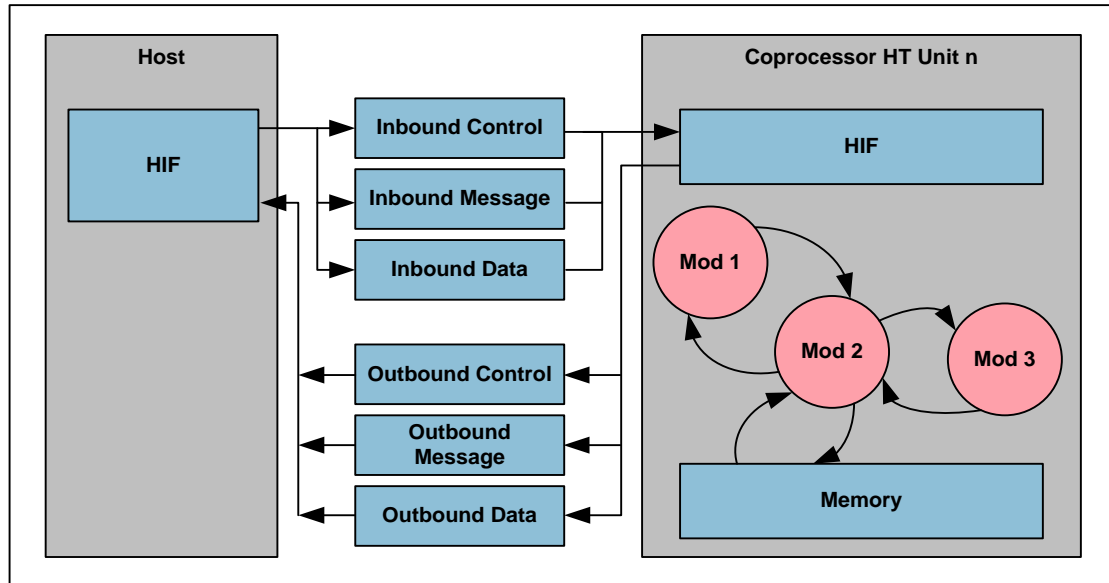 Host
Coprocessor HT Unit n
HIF
Inbound Control
Inbound Message
Inbound Data
HIF
Mod 1
Mod 2
Mod 3
Outbound Control
Outbound
Message
Outbound Data
Memory